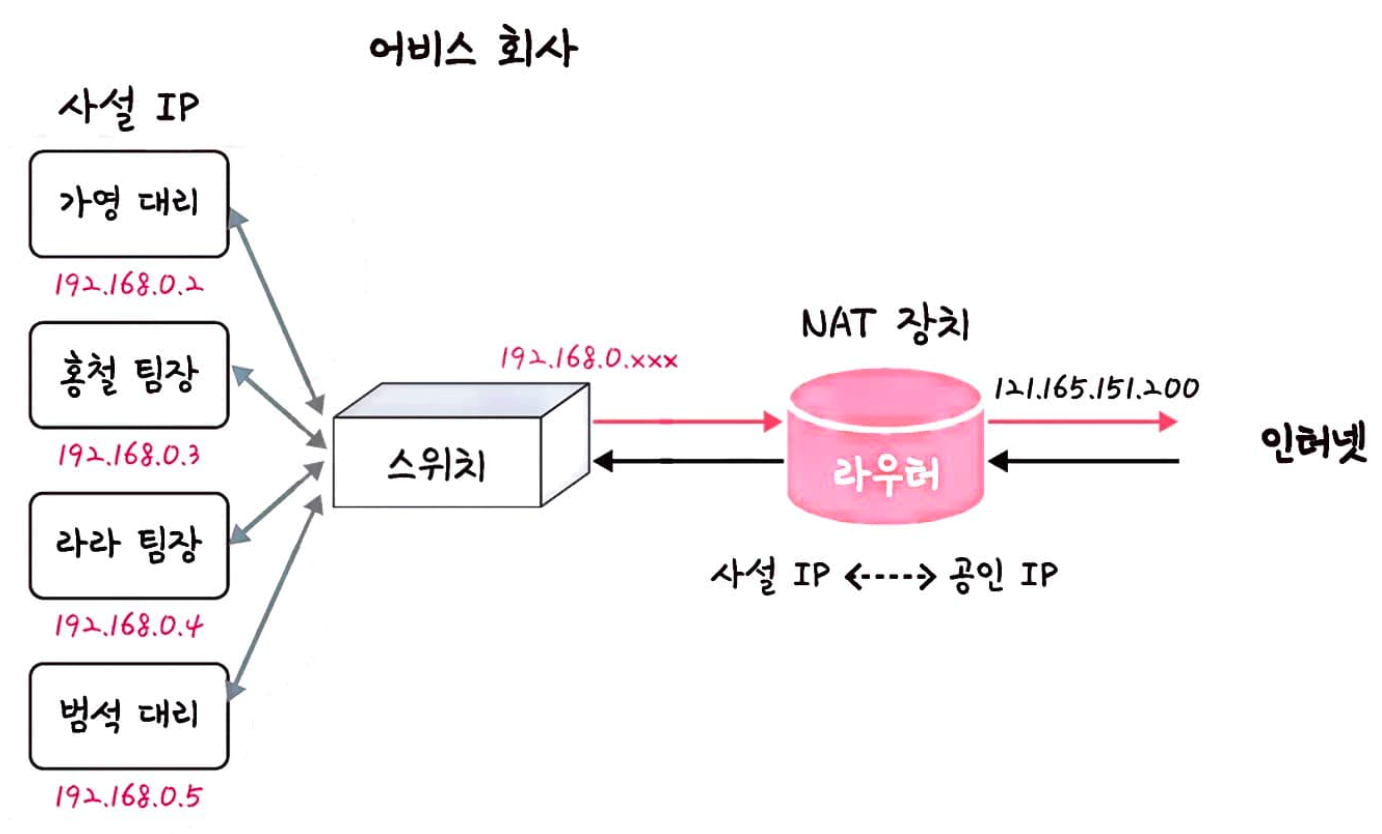 어비스 회사
사설 IP
가영 대리
192.168.0.2
홍철 팀장
192.168.0.3
라라 팀장
192.168.0.4
범석 대리
192.168.0.5
스위치
192.168.0.xxx
NAT 장치
라우터
121.165.151.200
인터넷
사설 IP <----> 공인 IP